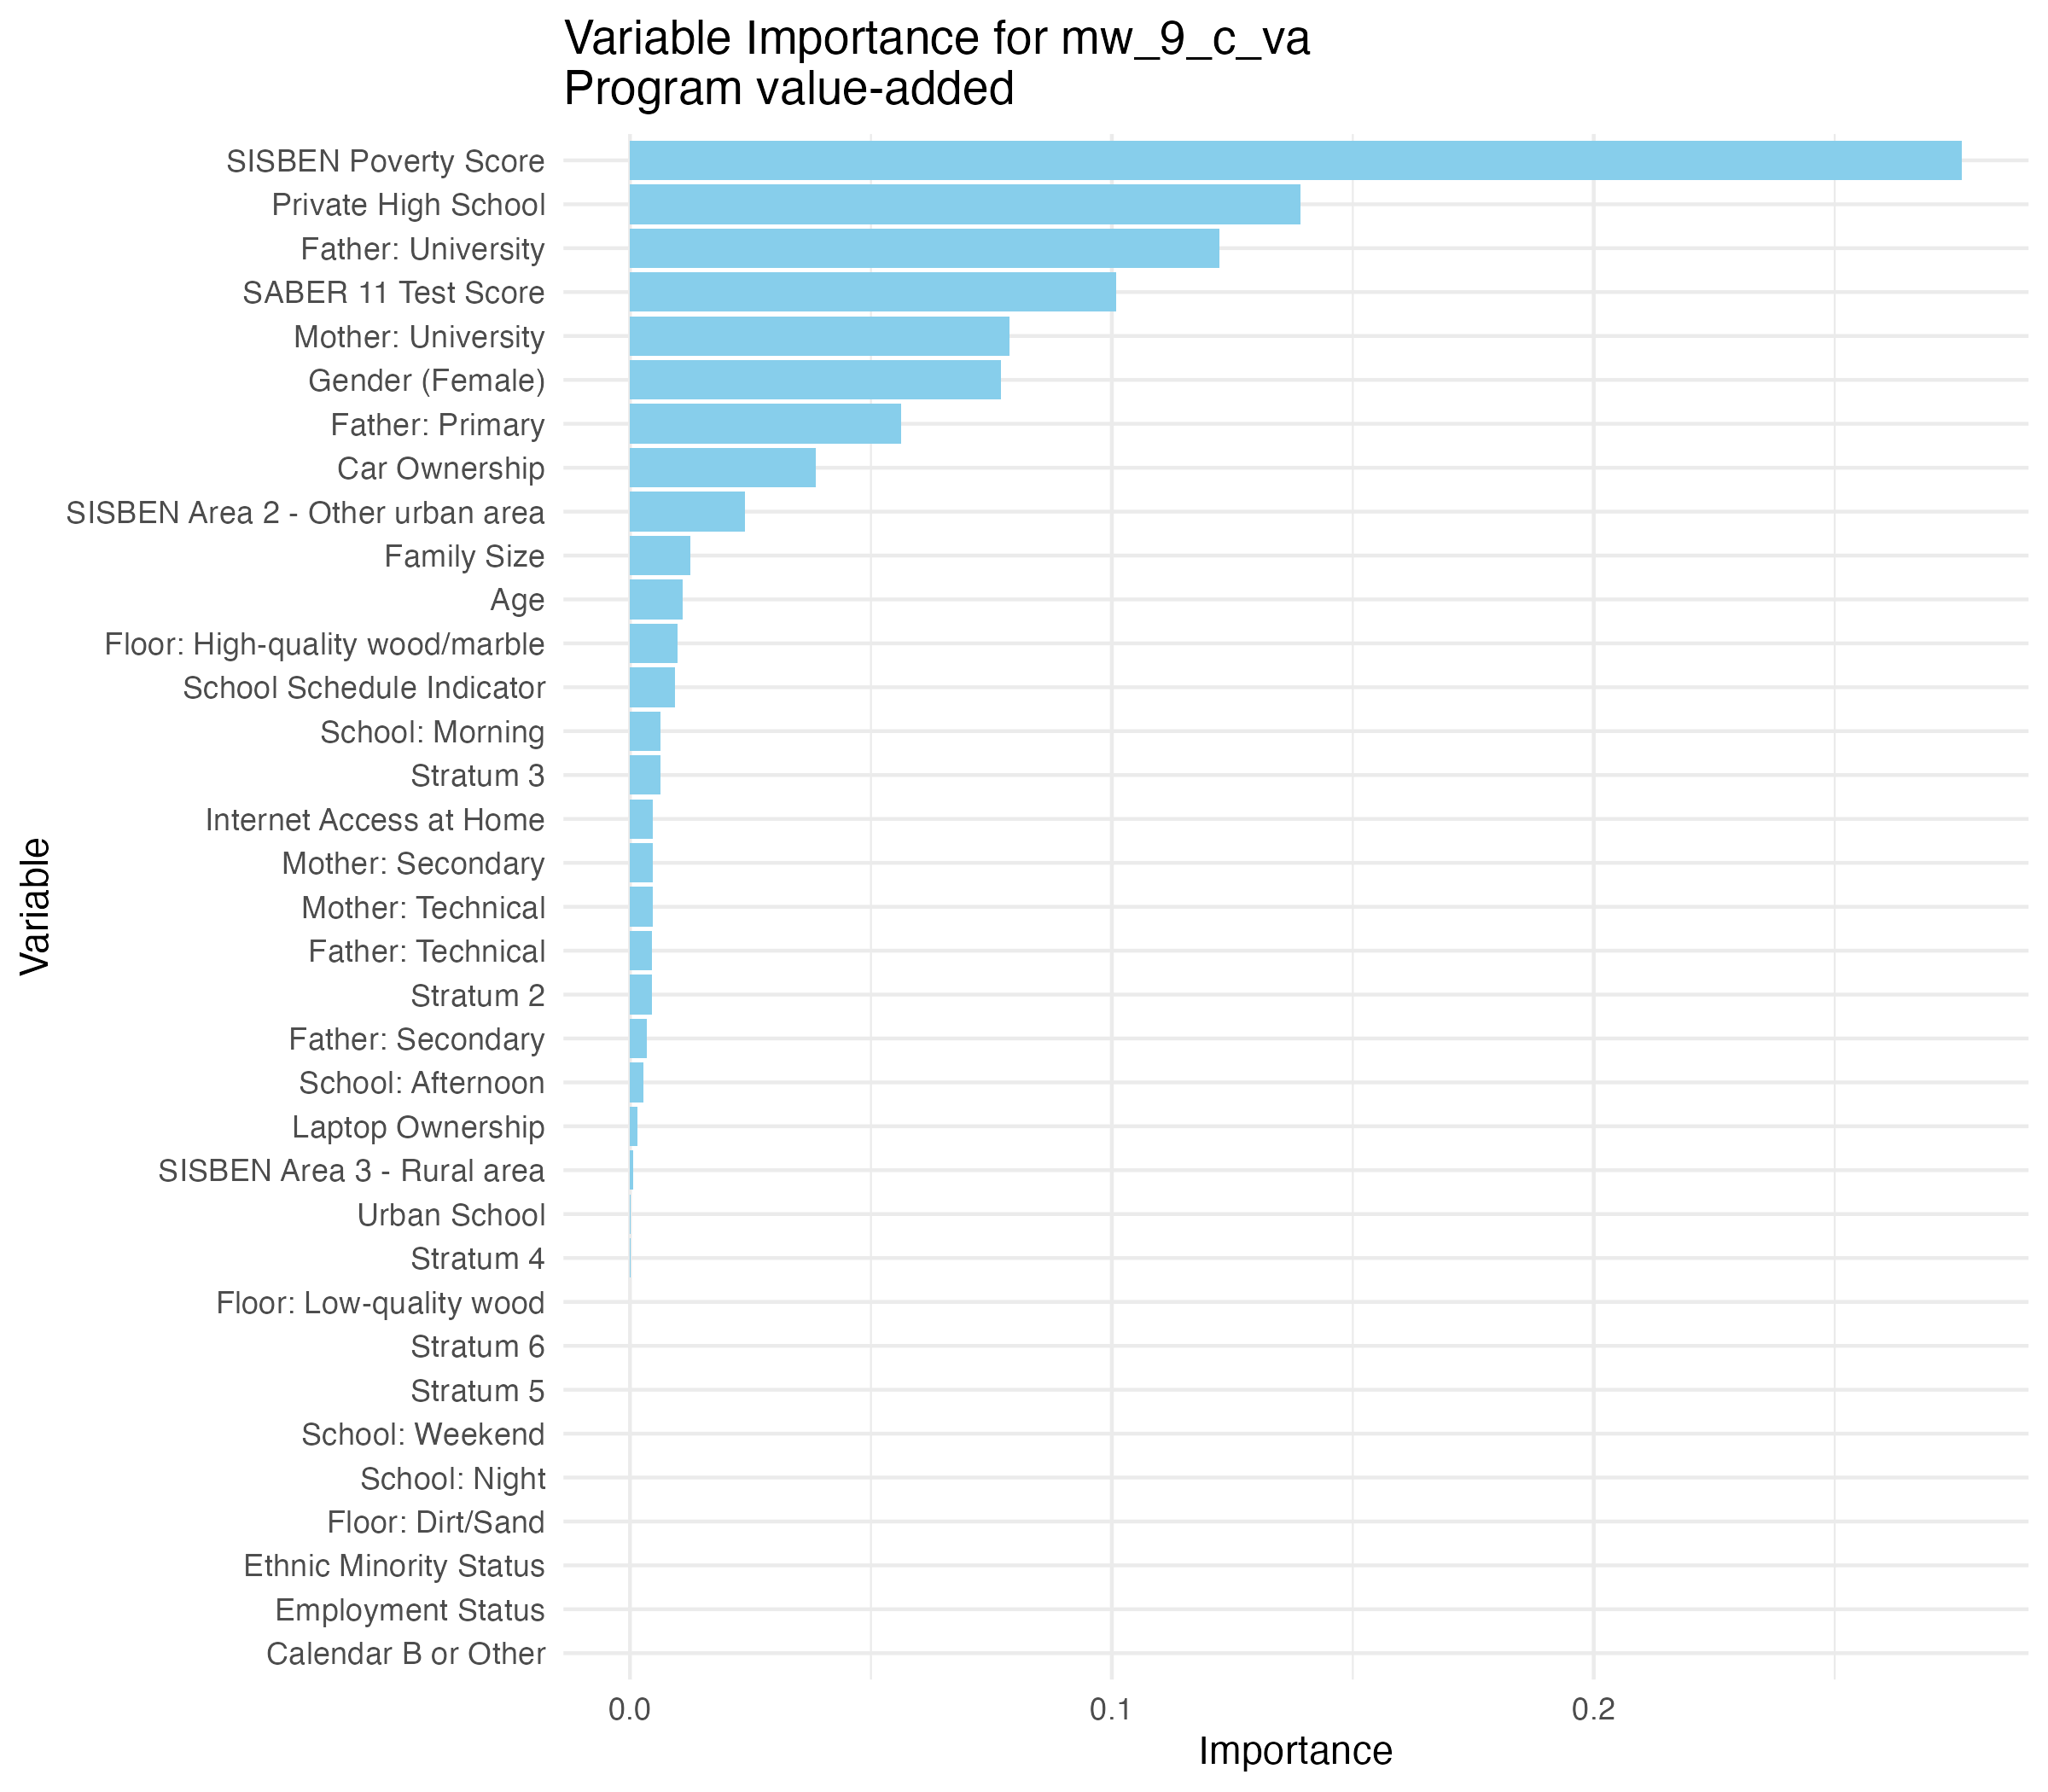 Variable Importance for mw_9_c_va
Program value-added
SISBEN Poverty Score
Private High School
Father: University
SABER 11 Test Score
Mother: University
Gender (Female)
Father: Primary
Car Ownership
SISBEN Area 2 - Other urban area
Family Size
Age
Floor: High-quality wood/marble
School Schedule Indicator
School: Morning
Stratum 3
Internet Access at Home
Mother: Secondary
Mother: Technical
Father: Technical
Stratum 2
Father: Secondary
School: Afternoon
Laptop Ownership
SISBEN Area 3 - Rural area
Urban School
Stratum 4
Floor: Low-quality wood
Stratum 6
Stratum 5
School: Weekend
School: Night
Floor: Dirt/Sand
Ethnic Minority Status
Employment Status
Calendar B or Other
Variable
0.0 0.1 0.2
Importance